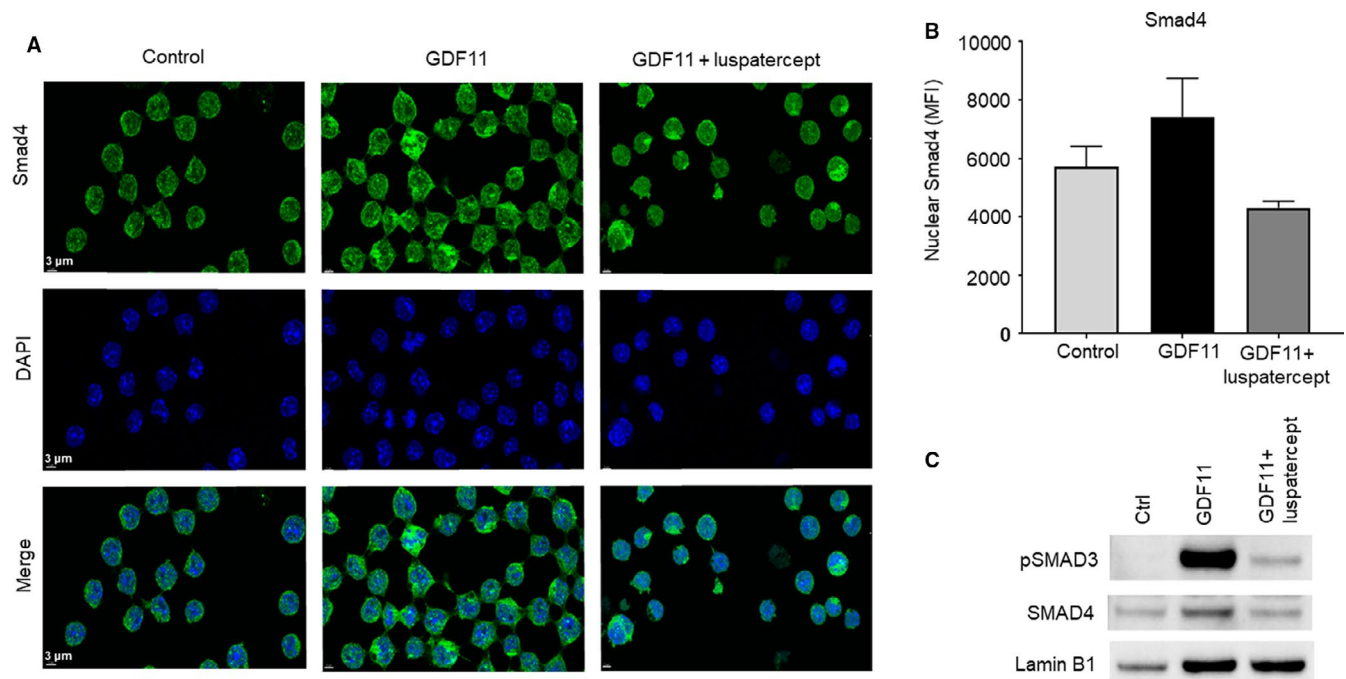 A
Control
GDF11
GDF11 + luspatercept
Smad4
3 µm
DAPI
3 µm
Merge
3 µm
B
Smad4
Nuclear Smad4 (MFI)
10000
8000
6000
4000
2000
0
Control
GDF11
GDF11+
luspatercept
C
Ctrl
GDF11
GDF11+
luspatercept
pSMAD3
SMAD4
Lamin B1